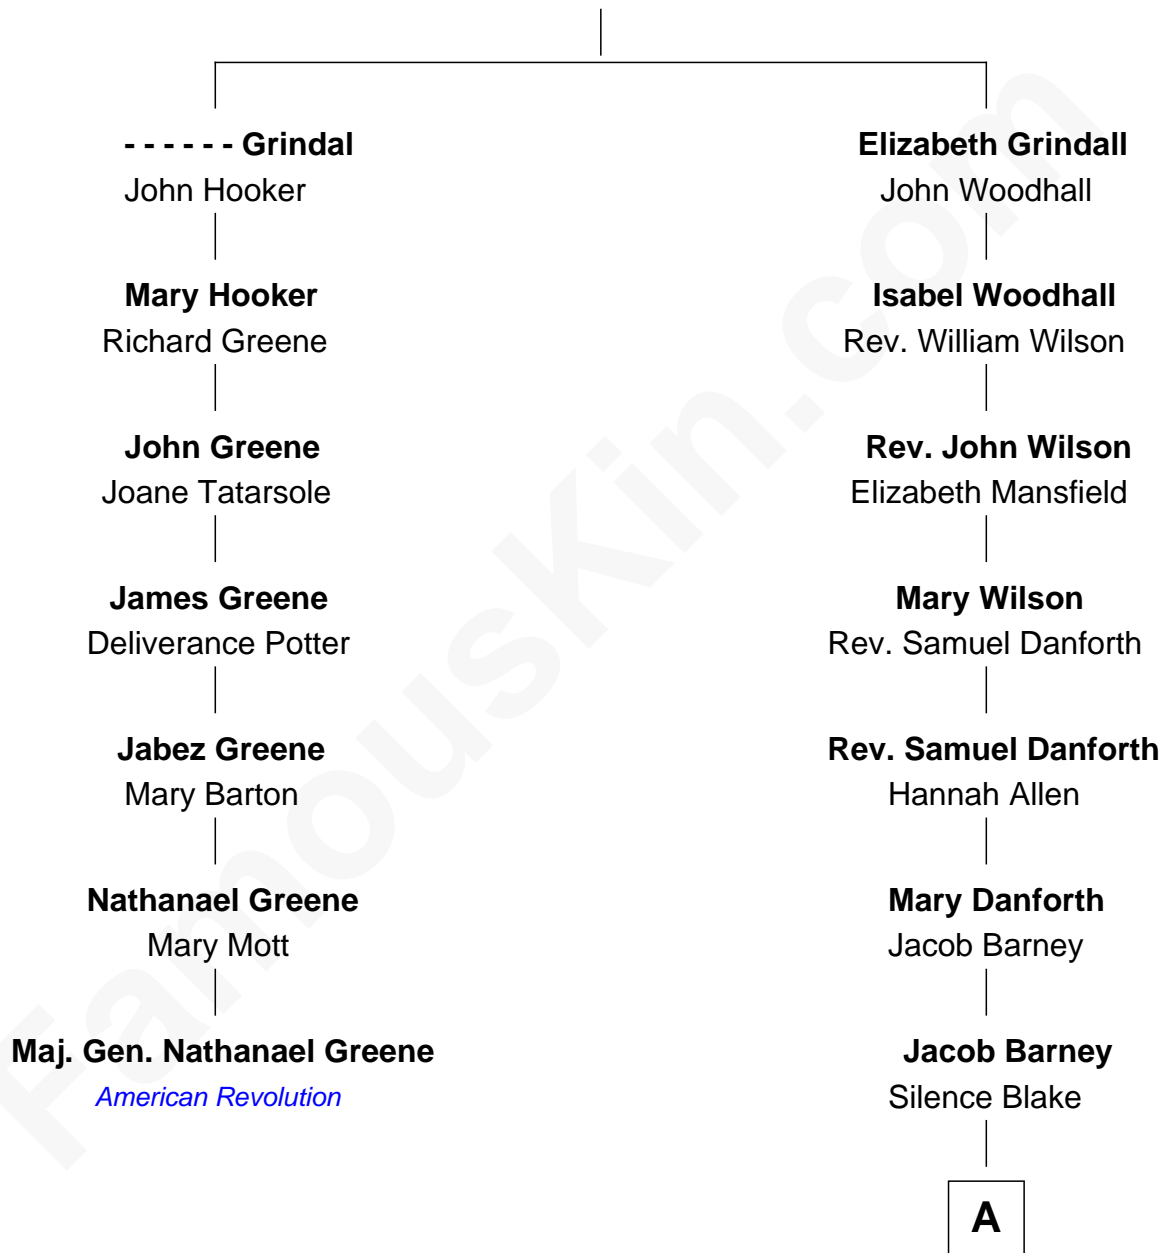 - - - - - - Grindal
John Hooker
Mary Hooker
Richard Greene
John Greene
Joane Tatarsole
James Greene
Deliverance Potter
Jabez Greene
Mary Barton
Nathanael Greene
Mary Mott
Maj. Gen. Nathanael Greene
American Revolution
Elizabeth Grindall
John Woodhall
Isabel Woodhall
Rev. William Wilson
Rev. John Wilson
Elizabeth Mansfield
Mary Wilson
Rev. Samuel Danforth
Rev. Samuel Danforth
Hannah Allen
Mary Danforth
Jacob Barney
Jacob Barney
Silence Blake
A
FamousKin.com